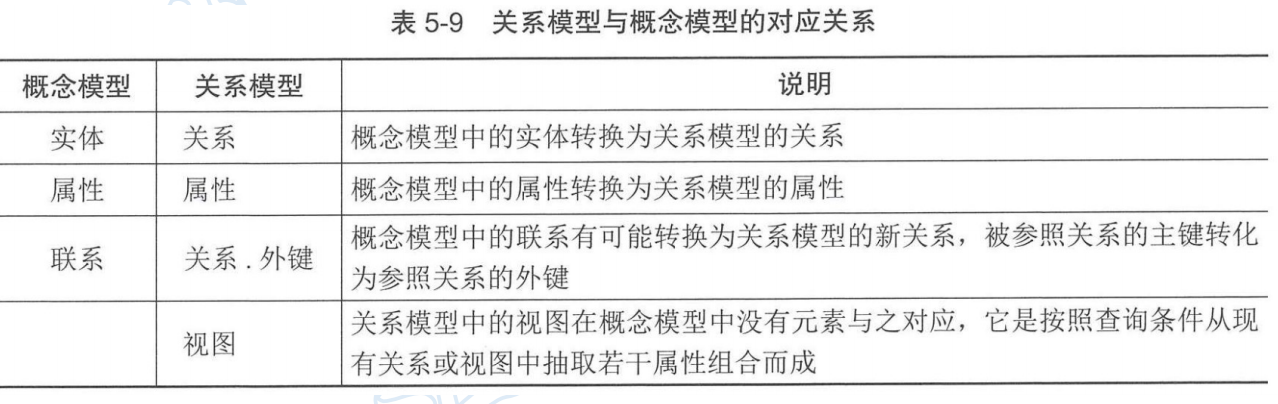 表 5-9 关系模型与概念模型的对应关系
概念模型 关系模型 说明
实体 关系 概念模型中的实体转换为关系模型的关系
属性 属性 概念模型中的属性转换为关系模型的属性
联系 关系.外键 概念模型中的联系有可能转换为关系模型的新关系，被参照关系的主键转化
为参照关系的外键
视图 关系模型中的视图在概念模型中没有元素与之对应，它是按照查询条件从现
有关系或视图中抽取若干属性组合而成